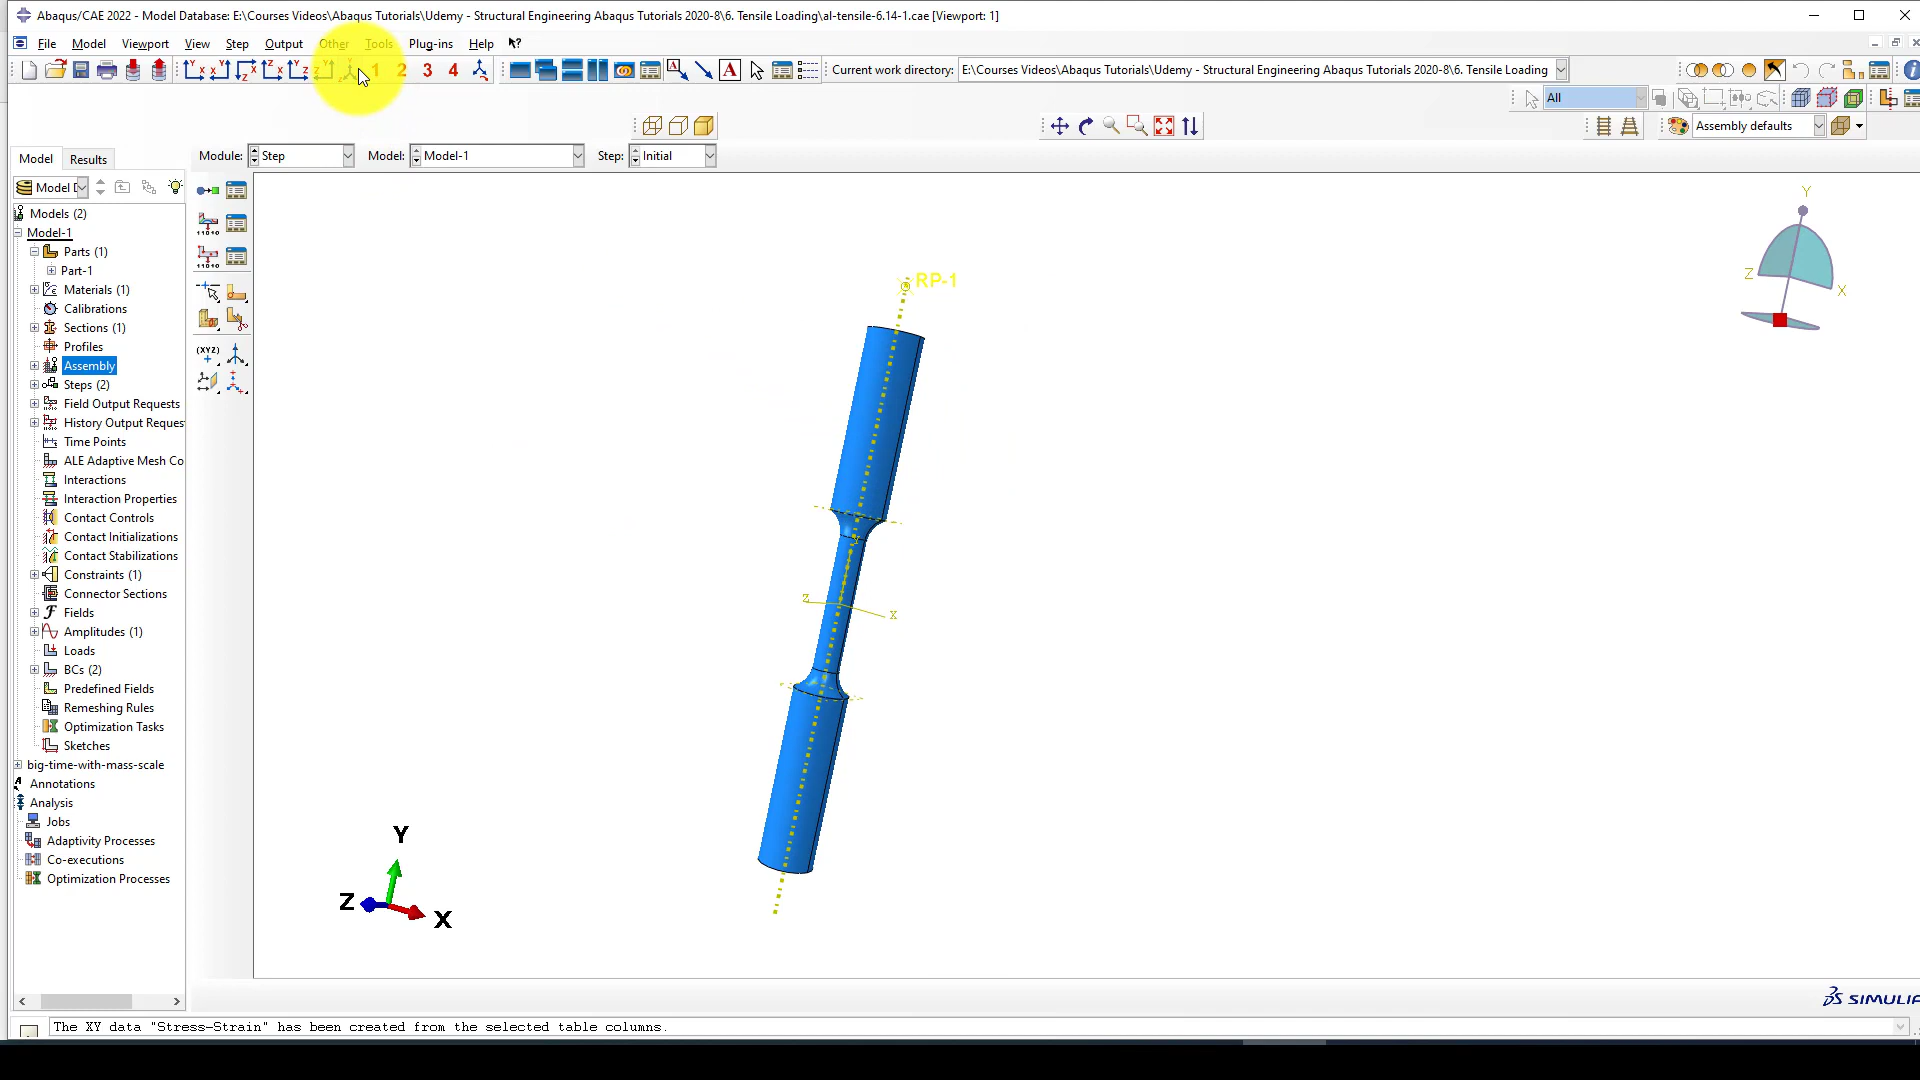 Abaqus/CAE 2022 - Model Database: E:\Courses Videos\Abaqus Tutorials\Udemy - Structural Engineering Abaqus Tutorials 2020-8\6. Tensile Loading\al-tensile-6.14-1.cae [Viewport: 1]
File Model Viewport View Step Output Other Tools Plug-ins Help
1 2 3 4 A Current work directory: E:\Courses Videos\Abaqus Tutorials\Udemy - Structural Engineering Abaqus Tutorials 2020-8\6. Tensile Loading
All
Assembly defaults
Model Results Module: Step Model: Model-1 Step: Initial
Model D
Models (2)
Model-1
Parts (1)
Part-1
Materials (1)
Calibrations
Sections (1)
Profiles
Assembly
Steps (2)
Field Output Requests
History Output Reques
Time Points
ALE Adaptive Mesh Co
Interactions
Interaction Properties
Contact Controls
Contact Initializations
Contact Stabilizations
Constraints (1)
Connector Sections
Fields
Amplitudes (1)
Loads
BCs (2)
Predefined Fields
Remeshing Rules
Optimization Tasks
Sketches
big-time-with-mass-scale
Annotations
Analysis
Jobs
Adaptivity Processes
Co-executions
Optimization Processes
(XYZ)
RP-1
Y
Z X
Y
Z X
Y
Z X
SIMULIA
The XY data "Stress-Strain" has been created from the selected table columns.